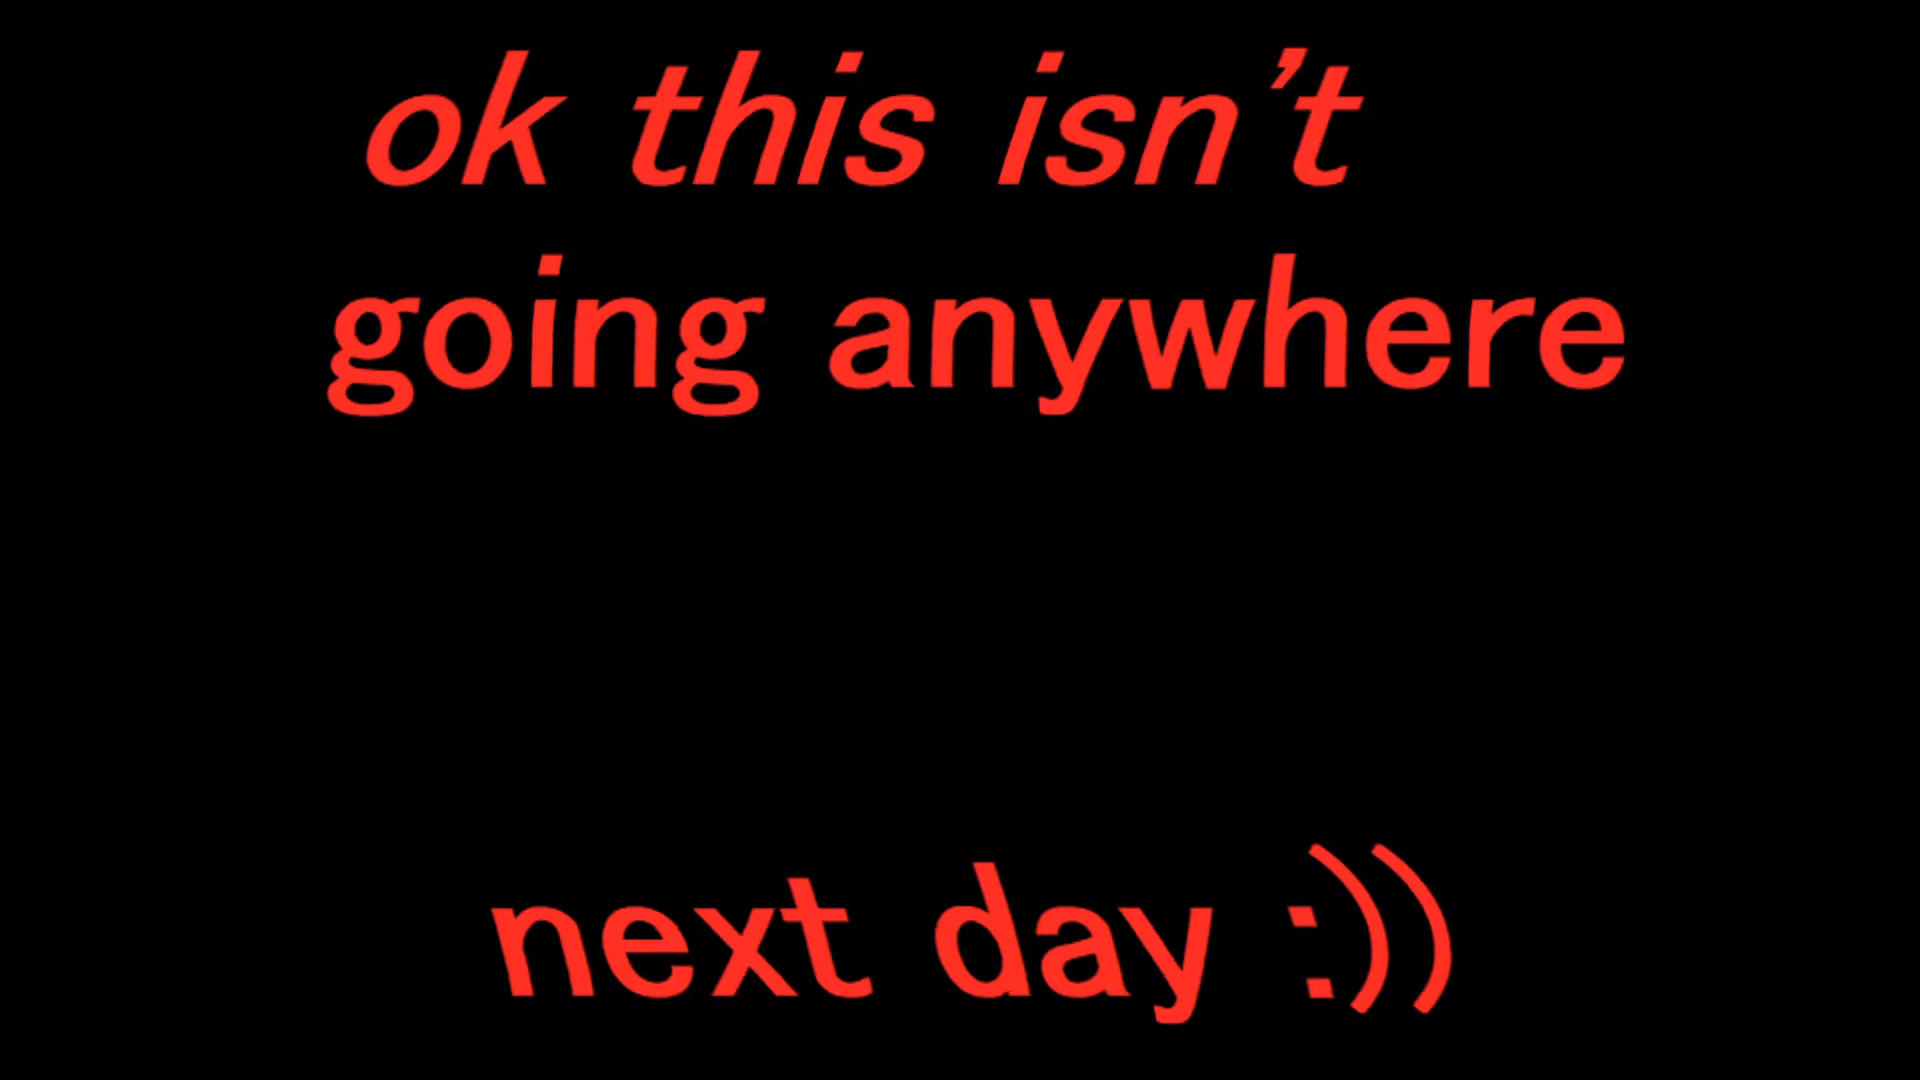 ok this isn’t
going anywhere
next day :))